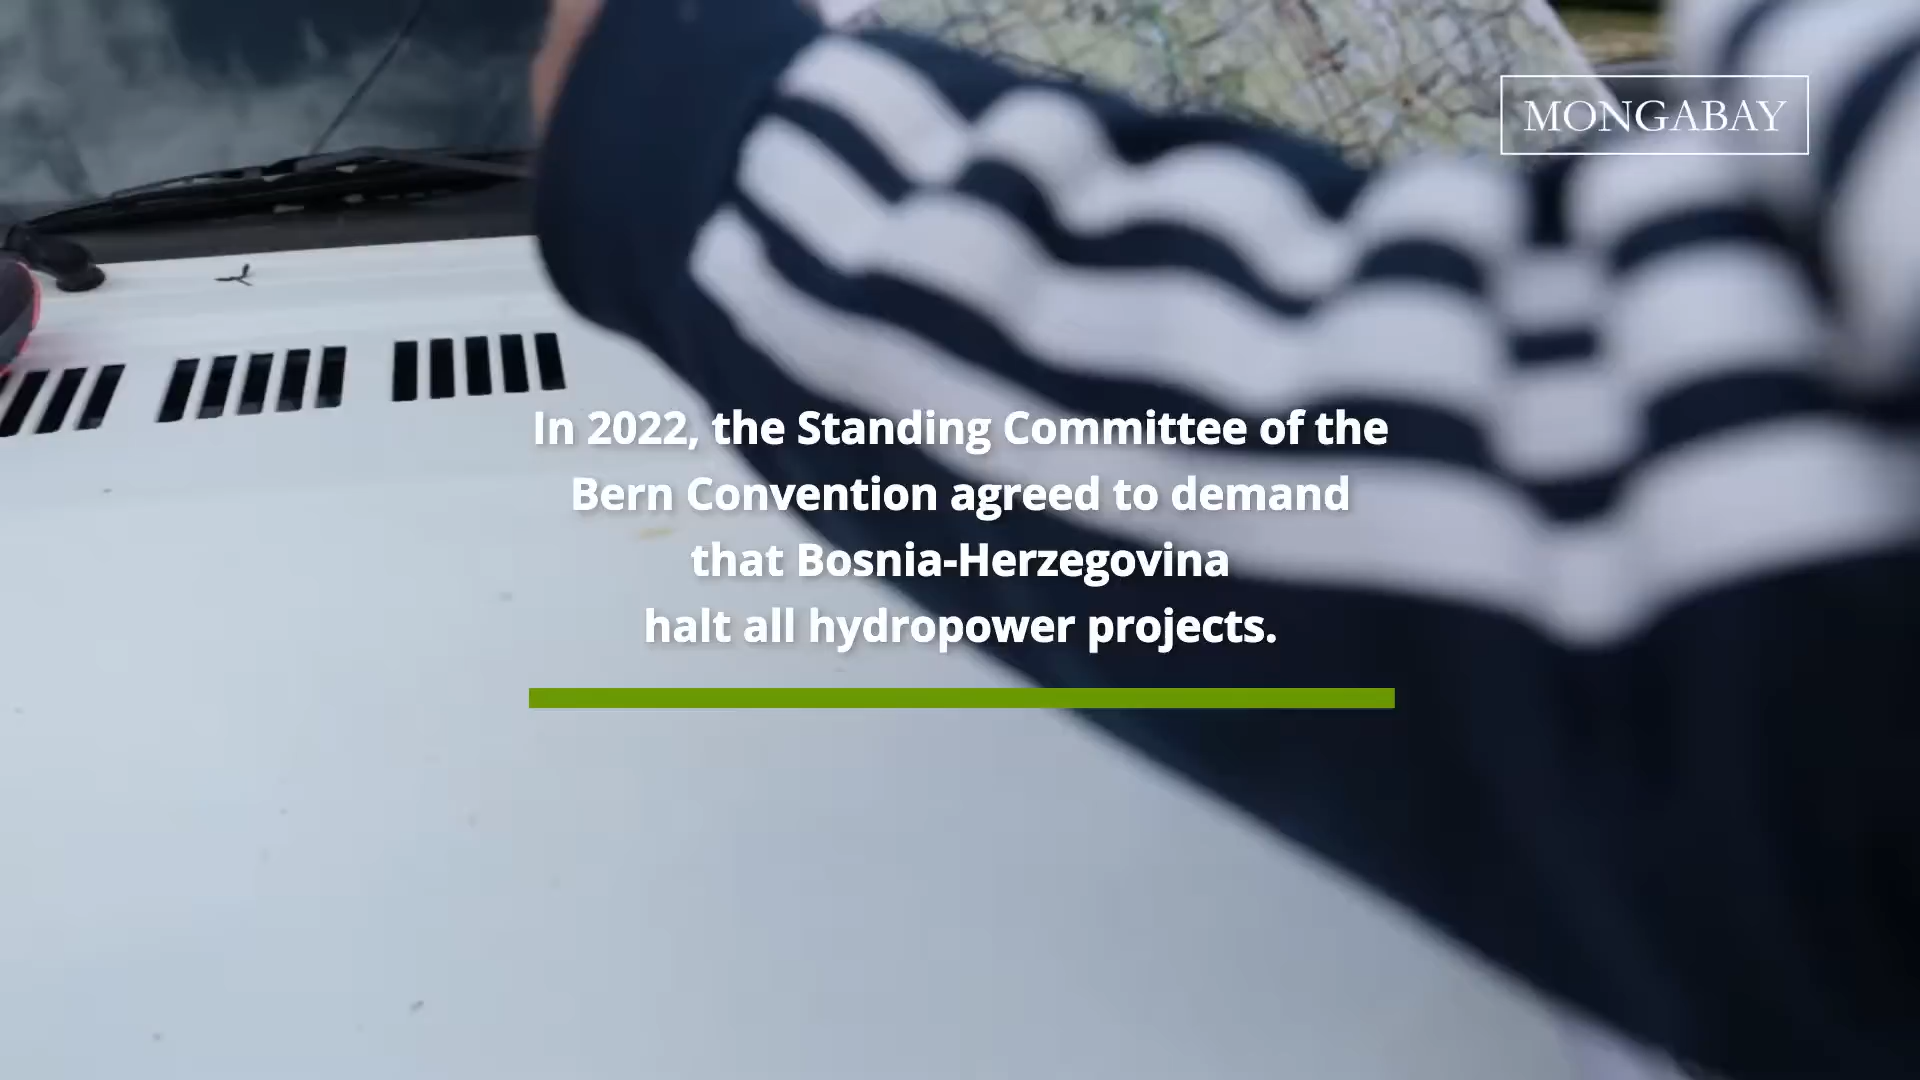 MONGABAY
In 2022, the Standing Committee of the
Bern Convention agreed to demand
that Bosnia-Herzegovina
halt all hydropower projects.